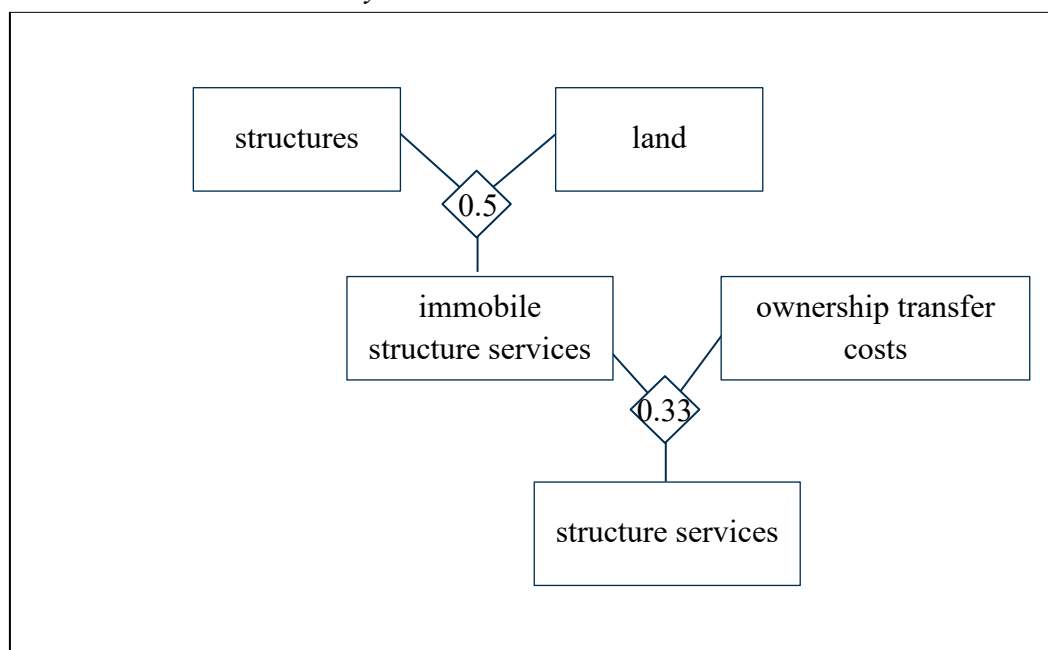 structures
land
0.5
immobile
structure services
ownership transfer
costs
0.33
structure services